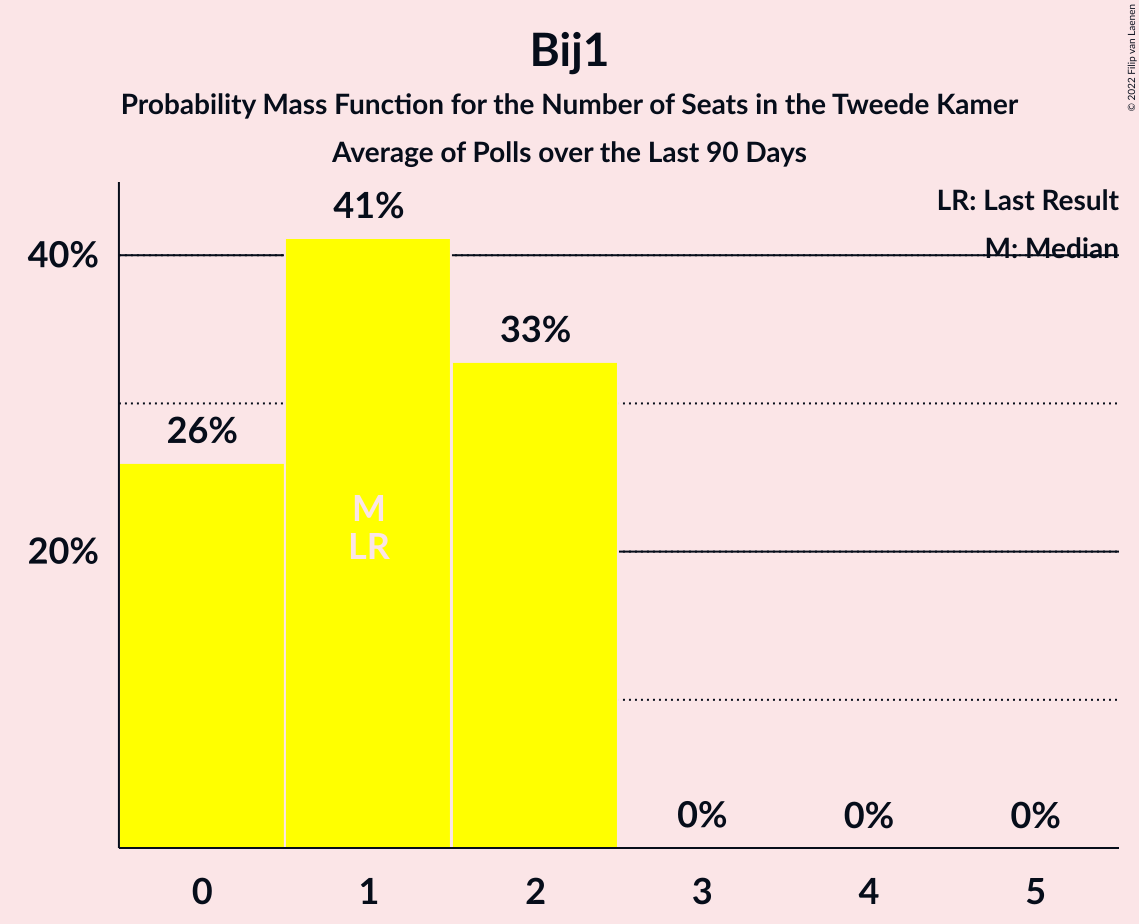 Bij1
Probability Mass Function for the Number of Seats in the Tweede Kamer
Average of Polls over the Last 90 Days
© 2022 Filip van Laenen
LR: Last Result
M: Median
41%
40%
33%
26%
M
LR
20%
0%
0%
0%
0
1
2
3
4
5